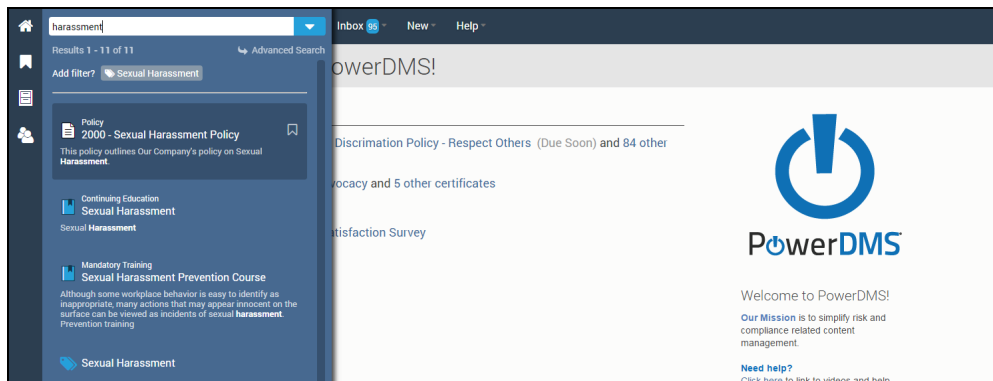 harassment
Inbox 95 New Help
Results 1 - 11 of 11 Advanced Search
Add filter? Sexual Harassment
owerDMS!
Policy
2000 - Sexual Harassment Policy
This policy outlines Our Company's policy on Sexual
Harassment.
Continuing Education
Sexual Harassment
Sexual Harassment
Mandatory Training
Sexual Harassment Prevention Course
Although some workplace behavior is easy to identify as
inappropriate, many actions that may appear innocent on the
surface can be viewed as incidents of sexual harassment.
Prevention training
Sexual Harassment
Discrimation Policy - Respect Others (Due Soon) and 84 other
vocacy and 5 other certificates
atisfaction Survey
PowerDMS
Welcome to PowerDMS!
Our Mission is to simplify risk and
compliance related content
management.
Need help?
Click here to link to videos and help